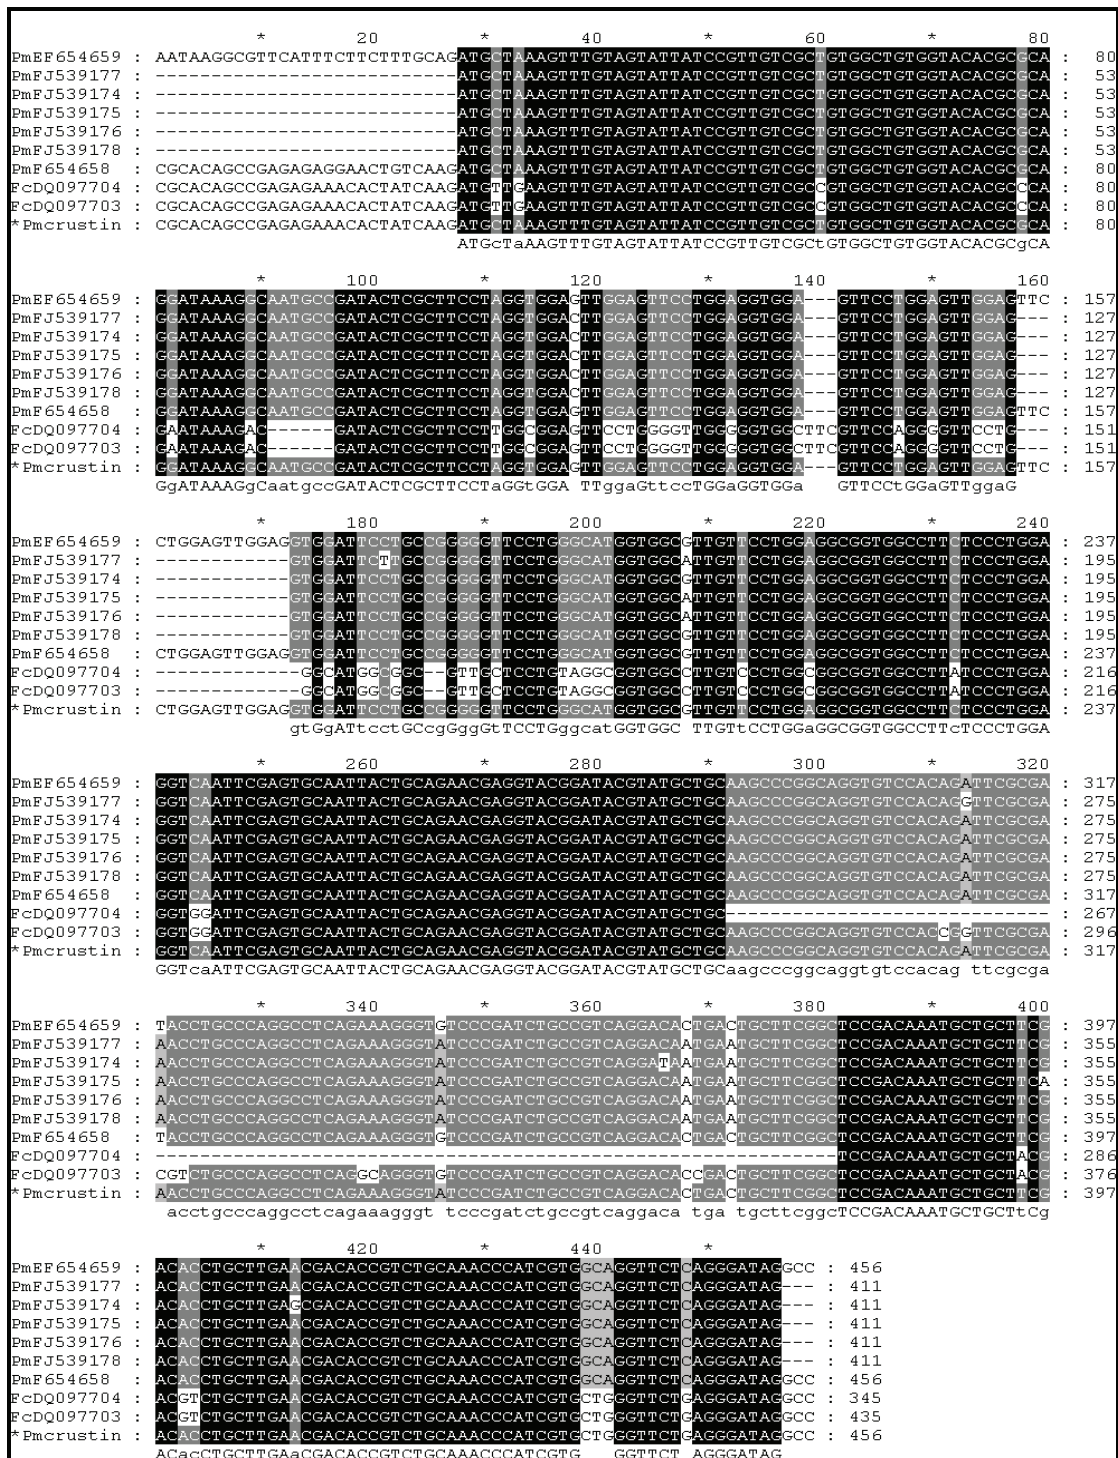 * 20 * 40 * 60 * 80
PmEF654659 : AATAAGGCGTTCATTTCTTCTTTGCAGATGCTAAAGTTTGTAGTATTATCCGTTGTCGCTGTGGCTGTGGTACACGCGCA : 80
PmFJ539177 : ---------------------------ATGCTAAAGTTTGTAGTATTATCCGTTGTCGCTGTGGCTGTGGTACACGCGCA : 53
PmFJ539174 : ---------------------------ATGCTAAAGTTTGTAGTATTATCCGTTGTCGCTGTGGCTGTGGTACACGCGCA : 53
PmFJ539175 : ---------------------------ATGCTAAAGTTTGTAGTATTATCCGTTGTCGCTGTGGCTGTGGTACACGCGCA : 53
PmFJ539176 : ---------------------------ATGCTAAAGTTTGTAGTATTATCCGTTGTCGCTGTGGCTGTGGTACACGCGCA : 53
PmFJ539178 : ---------------------------ATGCTAAAGTTTGTAGTATTATCCGTTGTCGCTGTGGCTGTGGTACACGCGCA : 53
PmF654658 : CGCACAGCCGAGAGAGGAACTGTCAAGATGCTAAAGTTTGTAGTATTATCCGTTGTCGCTGTGGCTGTGGTACACGCGCA : 80
FcDQ097704 : CGCACAGCCGAGAGAAACACTATCAAGATGTTGAAGTTTGTAGTATTATCCGTTGTCGCCGTGGCTGTGGTACACGCCCA : 80
FcDQ097703 : CGCACAGCCGAGAGAAACACTATCAAGATGTTGAAGTTTGTAGTATTATCCGTTGTCGCCGTGGCTGTGGTACACGCCCA : 80
*Pmcrustin : CGCACAGCCGAGAGAAACACTATCAAGATGCTAAAGTTTGTAGTATTATCCGTTGTCGCTGTGGCTGTGGTACACGCGCA : 80
ATGcTaAAGTTTGTAGTATTATCCGTTGTCGCtGTGGCTGTGGTACACGCgCA
* 100 * 120 * 140 * 160
PmEF654659 : GGATAAAGGCAATGCCGATACTCGCTTCCTAGGTGGAGTTGGAGTTCCTGGAGGTGGA---GTTCCTGGAGTTGGAGTTC : 157
PmFJ539177 : GGATAAAGGCAATGCCGATACTCGCTTCCTAGGTGGACTTGGAGTTCCTGGAGGTGGA---GTTCCTGGAGTTGGAG--- : 127
PmFJ539174 : GGATAAAGGCAATGCCGATACTCGCTTCCTAGGTGGACTTGGAGTTCCTGGAGGTGGA---GTTCCTGGAGTTGGAG--- : 127
PmFJ539175 : GGATAAAGGCAATGCCGATACTCGCTTCCTAGGTGGACTTGGAGTTCCTGGAGGTGGA---GTTCCTGGAGTTGGAG--- : 127
PmFJ539176 : GGATAAAGGCAATGCCGATACTCGCTTCCTAGGTGGACTTGGAGTTCCTGGAGGTGGA---GTTCCTGGAGTTGGAG--- : 127
PmFJ539178 : GGATAAAGGCAATGCCGATACTCGCTTCCTAGGTGGACTTGGAGTTCCTGGAGGTGGA---GTTCCTGGAGTTGGAG--- : 127
PmF654658 : GGATAAAGGCAATGCCGATACTCGCTTCCTAGGTGGAGTTGGAGTTCCTGGAGGTGGA---GTTCCTGGAGTTGGAGTTC : 157
FcDQ097704 : GAATAAAGAC------GATACTCGCTTCCTTGGCGGAGTTCCTGGGGTTGGGGTGGCTTCGTTCCAGGGGTTCCTG---- : 151
FcDQ097703 : GAATAAAGAC------GATACTCGCTTCCTTGGCGGAGTTCCTGGGGTTGGGGTGGCTTCGTTCCAGGGGTTCCTG---- : 151
*Pmcrustin : GGATAAAGGCAATGCCGATACTCGCTTCCTAGGTGGAGTTGGAGTTCCTGGAGGTGGA---GTTCCTGGAGTTGGAGTTC : 157
GgATAAAGgCaatgccGATACTCGCTTCCTaGGtGGA TTggaGttccTGGaGGTGGa GTTCCtGGaGTTggaG
* 180 * 200 * 220 * 240
PmEF654659 : CTGGAGTTGGAGGTGGATTCCTGCCGGGGGTTCCTGGGCATGGTGGCGTTGTTCCTGGAGGCGGTGGCCTTCTCCCTGGA : 237
PmFJ539177 : ------------GTGGATTCTTGCCGGGGGTTCCTGGGCATGGTGGCATTGTTCCTGGAGGCGGTGGCCTTCTCCCTGGA : 195
PmFJ539174 : ------------GTGGATTCCTGCCGGGGGTTCCTGGGCATGGTGGCGTTGTTCCTGGAGGCGGTGGCCTTCTCCCTGGA : 195
PmFJ539175 : ------------GTGGATTCCTGCCGGGGGTTCCTGGGCATGGTGGCATTGTTCCTGGAGGCGGTGGCCTTCTCCCTGGA : 195
PmFJ539176 : ------------GTGGATTCCTGCCGGGGGTTCCTGGGCATGGTGGCATTGTTCCTGGAGGCGGTGGCCTTCTCCCTGGA : 195
PmFJ539178 : ------------GTGGATTCCTGCCGGGGGTTCCTGGGCATGGTGGCGTTGTTCCTGGAGGCGGTGGCCTTCTCCCTGGA : 195
PmF654658 : CTGGAGTTGGAGGTGGATTCCTGCCGGGGGTTCCTGGGCATGGTGGCGTTGTTCCTGGAGGCGGTGGCCTTCTCCCTGGA : 237
FcDQ097704 : -------------GGCATGGCGGC--GTTGCTCCTGTAGGCGGTGGCCTTGTCCCTGGCGGCGGTGGCCTTATCCCTGGA : 216
FcDQ097703 : -------------GGCATGGCGGC--GTTGCTCCTGTAGGCGGTGGCCTTGTCCCTGGCGGCGGTGGCCTTATCCCTGGA : 216
*Pmcrustin : CTGGAGTTGGAGGTGGATTCCTGCCGGGGGTTCCTGGGCATGGTGGCGTTGTTCCTGGAGGCGGTGGCCTTCTCCCTGGA : 237
gtGgATtcctGCcgGGggTTCCTGggcatGGTGGC TTGTtCCTGGaGGCGGTGGCCTTcTCCCTGGA
* 260 * 280 * 300 * 320
PmEF654659 : GGTCAATTCGAGTGCAATTACTGCAGAACGAGGTACGGATACGTATGCTGCAAGCCCGGCAGGTGTCCACAGATTCGCGA : 317
PmFJ539177 : GGTCAATTCGAGTGCAATTACTGCAGAACGAGGTACGGATACGTATGCTGCAAGCCCGGCAGGTGTCCACAGGTTCGCGA : 275
PmFJ539174 : GGTCAATTCGAGTGCAATTACTGCAGAACGAGGTACGGATACGTATGCTGCAAGCCCGGCAGGTGTCCACAGATTCGCGA : 275
PmFJ539175 : GGTCAATTCGAGTGCAATTACTGCAGAACGAGGTACGGATACGTATGCTGCAAGCCCGGCAGGTGTCCACAGATTCGCGA : 275
PmFJ539176 : GGTCAATTCGAGTGCAATTACTGCAGAACGAGGTACGGATACGTATGCTGCAAGCCCGGCAGGTGTCCACAGATTCGCGA : 275
PmFJ539178 : GGTCAATTCGAGTGCAATTACTGCAGAACGAGGTACGGATACGTATGCTGCAAGCCCGGCAGGTGTCCACAGATTCGCGA : 275
PmF654658 : GGTCAATTCGAGTGCAATTACTGCAGAACGAGGTACGGATACGTATGCTGCAAGCCCGGCAGGTGTCCACAGATTCGCGA : 317
FcDQ097704 : GGTGGATTCGAGTGCAATTACTGCAGAACGAGGTACGGATACGTATGCTGC----------------------------- : 267
FcDQ097703 : GGTGGATTCGAGTGCAATTACTGCAGAACGAGGTACGGATACGTATGCTGCAAGCCCGGCAGGTGTCCACCGGTTCGCGA : 296
*Pmcrustin : GGTCAATTCGAGTGCAATTACTGCAGAACGAGGTACGGATACGTATGCTGCAAGCCCGGCAGGTGTCCACAGATTCGCGA : 317
GGTcaATTCGAGTGCAATTACTGCAGAACGAGGTACGGATACGTATGCTGCaagcccggcaggtgtccacag ttcgcga
* 340 * 360 * 380 * 400
PmEF654659 : TACCTGCCCAGGCCTCAGAAAGGGTGTCCCGATCTGCCGTCAGGACACTGACTGCTTCGGCTCCGACAAATGCTGCTTCG : 397
PmFJ539177 : AACCTGCCCAGGCCTCAGAAAGGGTATCCCGATCTGCCGTCAGGACAATGAATGCTTCGGCTCCGACAAATGCTGCTTCG : 355
PmFJ539174 : AACCTGCCCAGGCCTCAGAAAGGGTATCCCGATCTGCCGTCAGGATAATGAATGCTTCGGCTCCGACAAATGCTGCTTCG : 355
PmFJ539175 : AACCTGCCCAGGCCTCAGAAAGGGTATCCCGATCTGCCGTCAGGACAATGAATGCTTCGGCTCCGACAAATGCTGCTTCA : 355
PmFJ539176 : AACCTGCCCAGGCCTCAGAAAGGGTATCCCGATCTGCCGTCAGGACAATGAATGCTTCGGCTCCGACAAATGCTGCTTCG : 355
PmFJ539178 : AACCTGCCCAGGCCTCAGAAAGGGTATCCCGATCTGCCGTCAGGACAATGAATGCTTCGGCTCCGACAAATGCTGCTTCG : 355
PmF654658 : TACCTGCCCAGGCCTCAGAAAGGGTGTCCCGATCTGCCGTCAGGACACTGACTGCTTCGGCTCCGACAAATGCTGCTTCG : 397
FcDQ097704 : -------------------------------------------------------------TCCGACAAATGCTGCTACG : 286
FcDQ097703 : CGTCTGCCCAGGCCTCAGGCAGGGTGTCCCGATCTGCCGTCAGGACACCGACTGCTTCGGCTCCGACAAATGCTGCTACG : 376
*Pmcrustin : AACCTGCCCAGGCCTCAGAAAGGGTATCCCGATCTGCCGTCAGGACACTGACTGCTTCGGCTCCGACAAATGCTGCTTCG : 397
acctgcccaggcctcagaaagggtt tcccgatctgccgtcaggaca tga tgcttcggcTCCGACAAATGCTGCTtCg
* 420 * 440 *
PmEF654659 : ACACCTGCTTGAACGACACCGTCTGCAAACCCATCGTGGCAGGTTCTCAGGGATAGGCC : 456
PmFJ539177 : ACACCTGCTTGAACGACACCGTCTGCAAACCCATCGTGGCAGGTTCTCAGGGATAG--- : 411
PmFJ539174 : ACACCTGCTTGAGCGACACCGTCTGCAAACCCATCGTGGCAGGTTCTCAGGGATAG--- : 411
PmFJ539175 : ACACCTGCTTGAACGACACCGTCTGCAAACCCATCGTGGCAGGTTCTCAGGGATAG--- : 411
PmFJ539176 : ACACCTGCTTGAACGACACCGTCTGCAAACCCATCGTGGCAGGTTCTCAGGGATAG--- : 411
PmFJ539178 : ACACCTGCTTGAACGACACCGTCTGCAAACCCATCGTGGCAGGTTCTCAGGGATAG--- : 411
PmF654658 : ACACCTGCTTGAACGACACCGTCTGCAAACCCATCGTGGCAGGTTCTCAGGGATAGGCC : 456
FcDQ097704 : ACGTCTGCTTGAACGACACCGTCTGCAAACCCATCGTGCTGGGTTCTGAGGGATAGGCC : 345
FcDQ097703 : ACGTCTGCTTGAACGACACCGTCTGCAAACCCATCGTGCTGGGTTCTGAGGGATAGGCC : 435
*Pmcrustin : ACACCTGCTTGAACGACACCGTCTGCAAACCCATCGTGCTGGGTTCTGAGGGATAGGCC : 456
ACacCTGCTTGAaCGACACCGTCTGCAAACCCATCGTG GGTTCT AGGGATAG